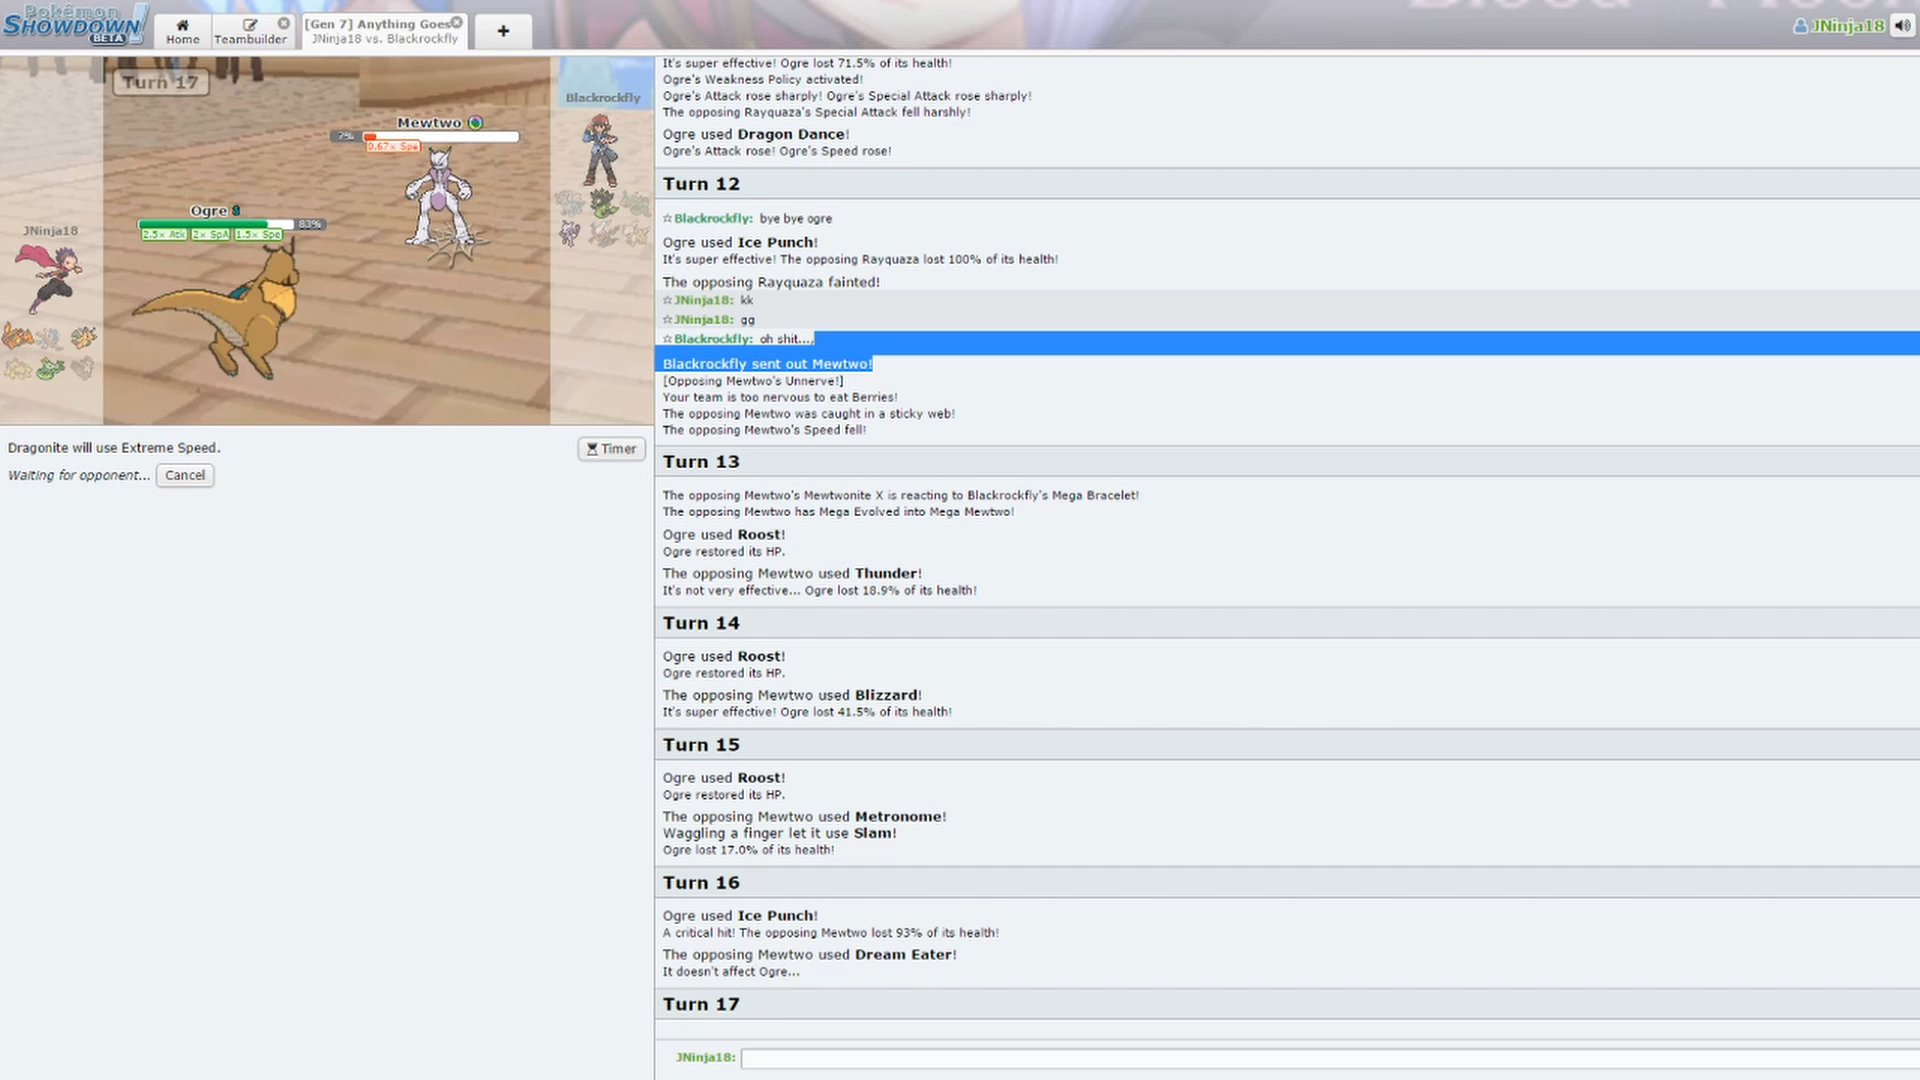 Pokémon
SHOWDOWN!
BETA
Home
Teambuilder
[Gen 7] Anything Goes
JNinja18 vs. Blackrockfly
+
JNinja18
Turn 17
Blackrockfly
Mewtwo
7%
0.67× Spe
Ogre
83%
2.5× Atk 2× SpA 1.5× Spe
JNinja18
Dragonite will use Extreme Speed.
Timer
Waiting for opponent... Cancel
It's super effective! Ogre lost 71.5% of its health!
Ogre's Weakness Policy activated!
Ogre's Attack rose sharply! Ogre's Special Attack rose sharply!
The opposing Rayquaza's Special Attack fell harshly!
Ogre used Dragon Dance!
Ogre's Attack rose! Ogre's Speed rose!
Turn 12
☆Blackrockfly: bye bye ogre
Ogre used Ice Punch!
It's super effective! The opposing Rayquaza lost 100% of its health!
The opposing Rayquaza fainted!
☆JNinja18: kk
☆JNinja18: gg
☆Blackrockfly: oh shit...,
Blackrockfly sent out Mewtwo!
[Opposing Mewtwo's Unnerve!]
Your team is too nervous to eat Berries!
The opposing Mewtwo was caught in a sticky web!
The opposing Mewtwo's Speed fell!
Turn 13
The opposing Mewtwo's Mewtwonite X is reacting to Blackrockfly's Mega Bracelet!
The opposing Mewtwo has Mega Evolved into Mega Mewtwo!
Ogre used Roost!
Ogre restored its HP.
The opposing Mewtwo used Thunder!
It's not very effective... Ogre lost 18.9% of its health!
Turn 14
Ogre used Roost!
Ogre restored its HP.
The opposing Mewtwo used Blizzard!
It's super effective! Ogre lost 41.5% of its health!
Turn 15
Ogre used Roost!
Ogre restored its HP.
The opposing Mewtwo used Metronome!
Waggling a finger let it use Slam!
Ogre lost 17.0% of its health!
Turn 16
Ogre used Ice Punch!
A critical hit! The opposing Mewtwo lost 93% of its health!
The opposing Mewtwo used Dream Eater!
It doesn't affect Ogre...
Turn 17
JNinja18: